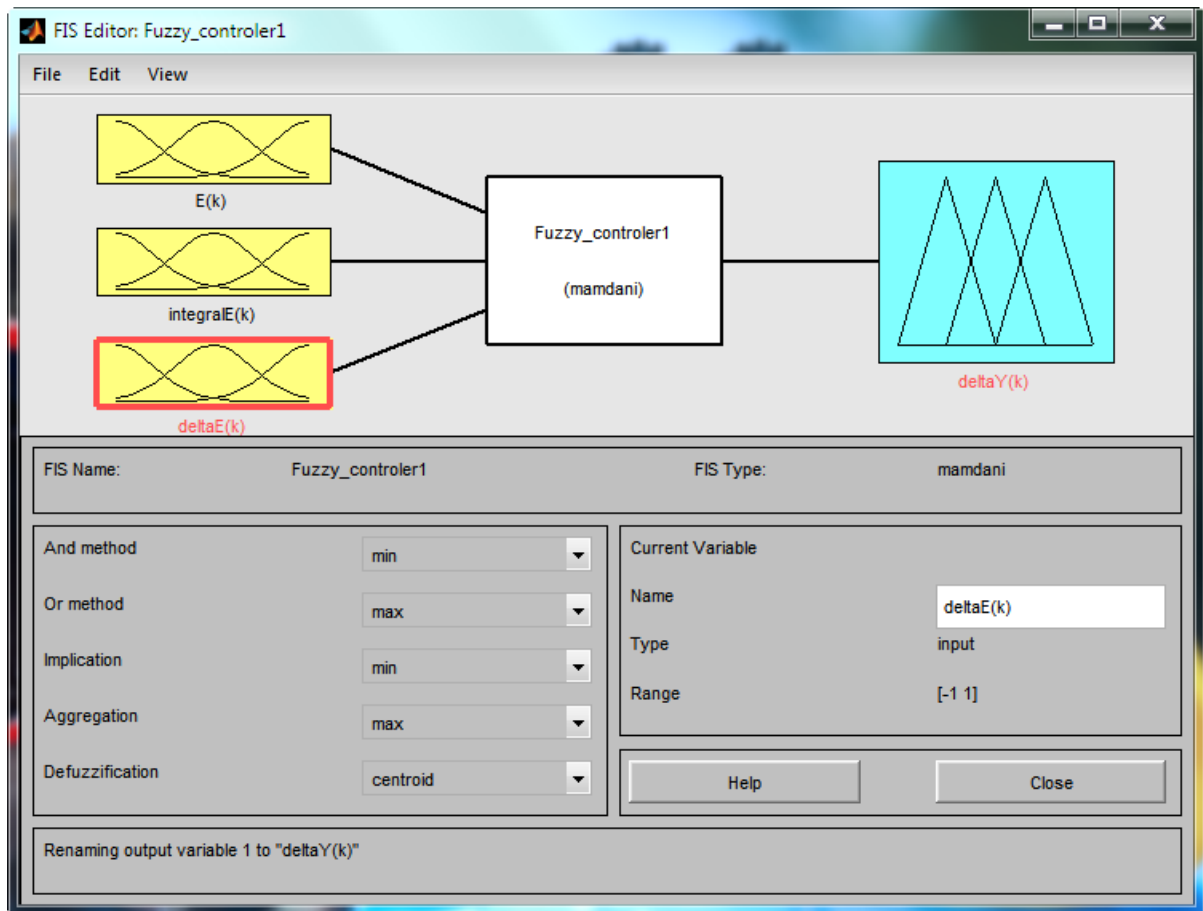 FIS Editor: Fuzzy_controler1
File Edit View
E(k)
integralE(k)
deltaE(k)
Fuzzy_controler1
(mamdani)
deltaY(k)
FIS Name: Fuzzy_controler1 FIS Type: mamdani
And method min
Or method max
Implication min
Aggregation max
Defuzzification centroid
Current Variable
Name deltaE(k)
Type input
Range [-1 1]
Help Close
Renaming output variable 1 to "deltaY(k)"